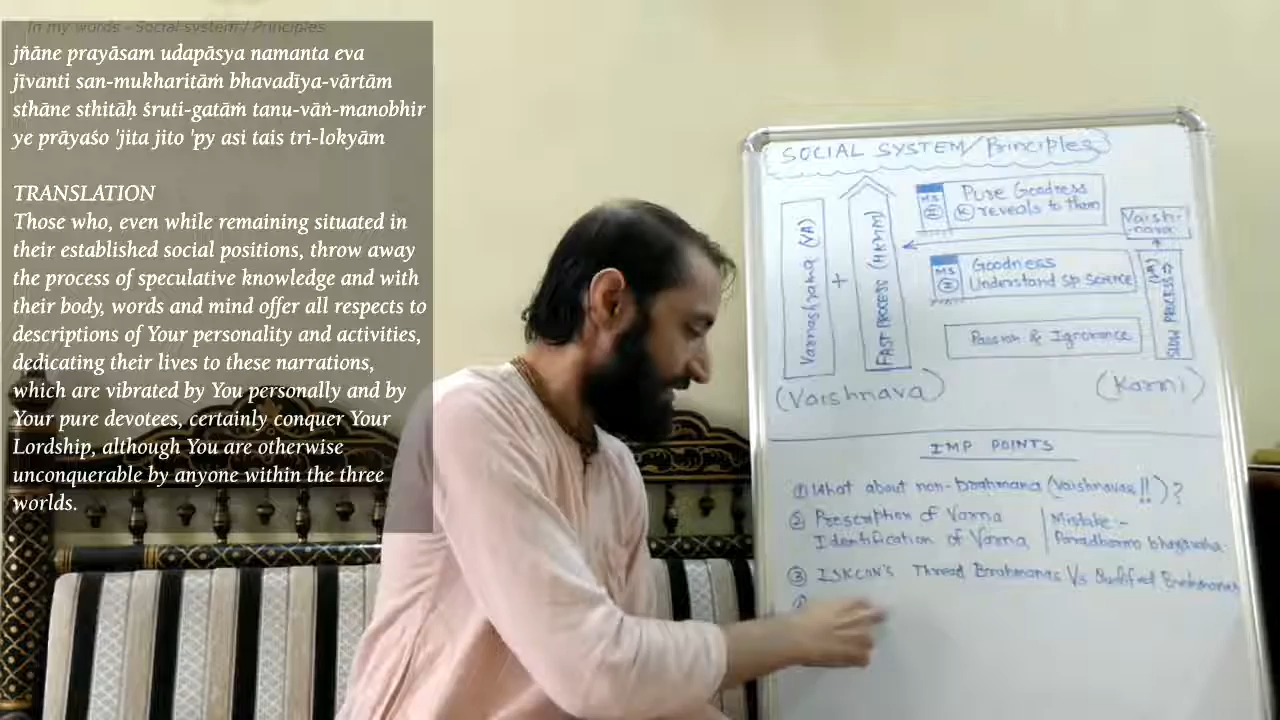 In my words - Social system / Principles
jñāne prayāsam udapāsya namanta eva
jīvanti san-mukharitāṁ bhavadīya-vārtām
sthāne sthitāḥ śruti-gatāṁ tanu-vāṅ-manobhir
ye prāyaśo 'jita jito 'py asi tais tri-lokyām
TRANSLATION
Those who, even while remaining situated in
their established social positions, throw away
the process of speculative knowledge and with
their body, words and mind offer all respects to
descriptions of Your personality and activities,
dedicating their lives to these narrations,
which are vibrated by You personally and by
Your pure devotees, certainly conquer Your
Lordship, although You are otherwise
unconquerable by anyone within the three
worlds.
SOCIAL SYSTEM/Principles
Varnashrama (VA)
+
FAST PROCESS (HKMM)
MS
Pure Goodness
(K) reveals to them
Vaish-
nava
MS
Goodness
Understand Sp Science
Passion & Ignorance
SLOW PROCESS
(VA)
(Vaishnava)
(Karmi)
IMP POINTS
① What about non-brahmana (Vaishnavas!!)?
② Prescription of Varna
Identification of Varna
Mistake:-
Paradharmo bhayavaha
③ ISKCON's Thread Brahmanas Vs Qualified Brahmanas